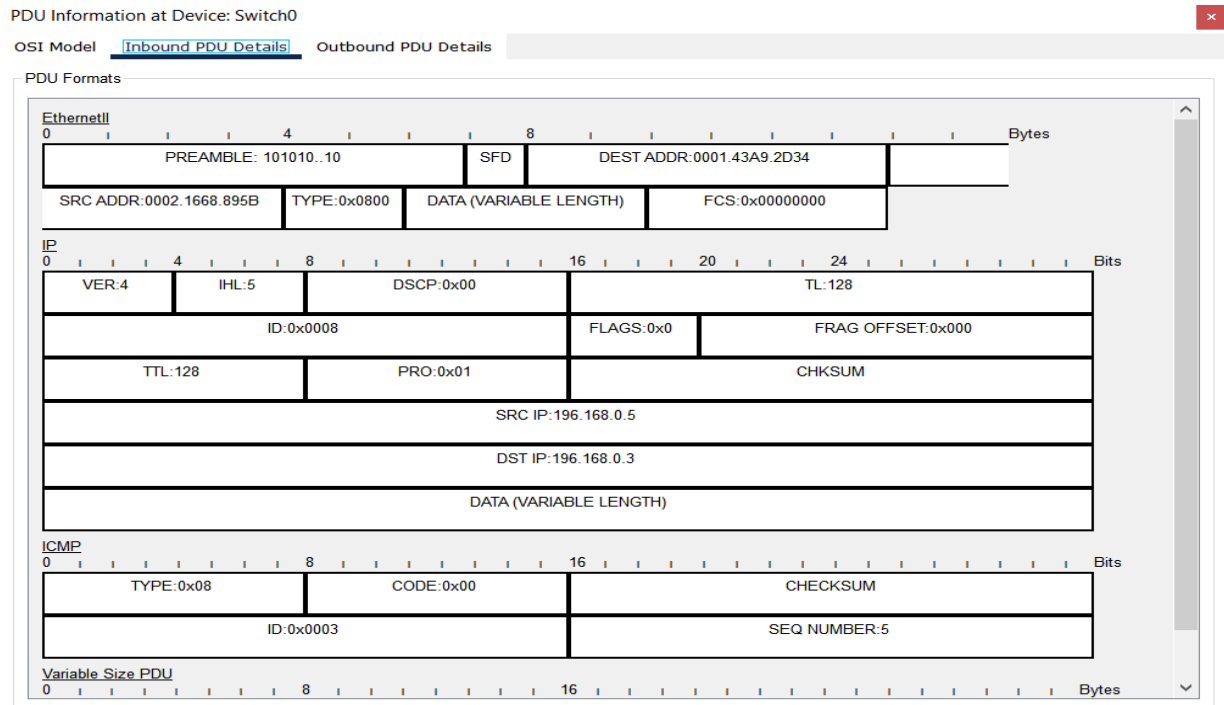 PDU Information at Device: Switch0
×
OSI Model Inbound PDU Details Outbound PDU Details
PDU Formats
EthernetII
0 4 8 Bytes
PREAMBLE: 101010..10 SFD DEST ADDR:0001.43A9.2D34
SRC ADDR:0002.1668.895B TYPE:0x0800 DATA (VARIABLE LENGTH) FCS:0x00000000
IP
0 4 8 16 20 24 Bits
VER:4 IHL:5 DSCP:0x00 TL:128
ID:0x0008 FLAGS:0x0 FRAG OFFSET:0x000
TTL:128 PRO:0x01 CHKSUM
SRC IP:196.168.0.5
DST IP:196.168.0.3
DATA (VARIABLE LENGTH)
ICMP
0 8 16 Bits
TYPE:0x08 CODE:0x00 CHECKSUM
ID:0x0003 SEQ NUMBER:5
Variable Size PDU
0 8 16 Bytes